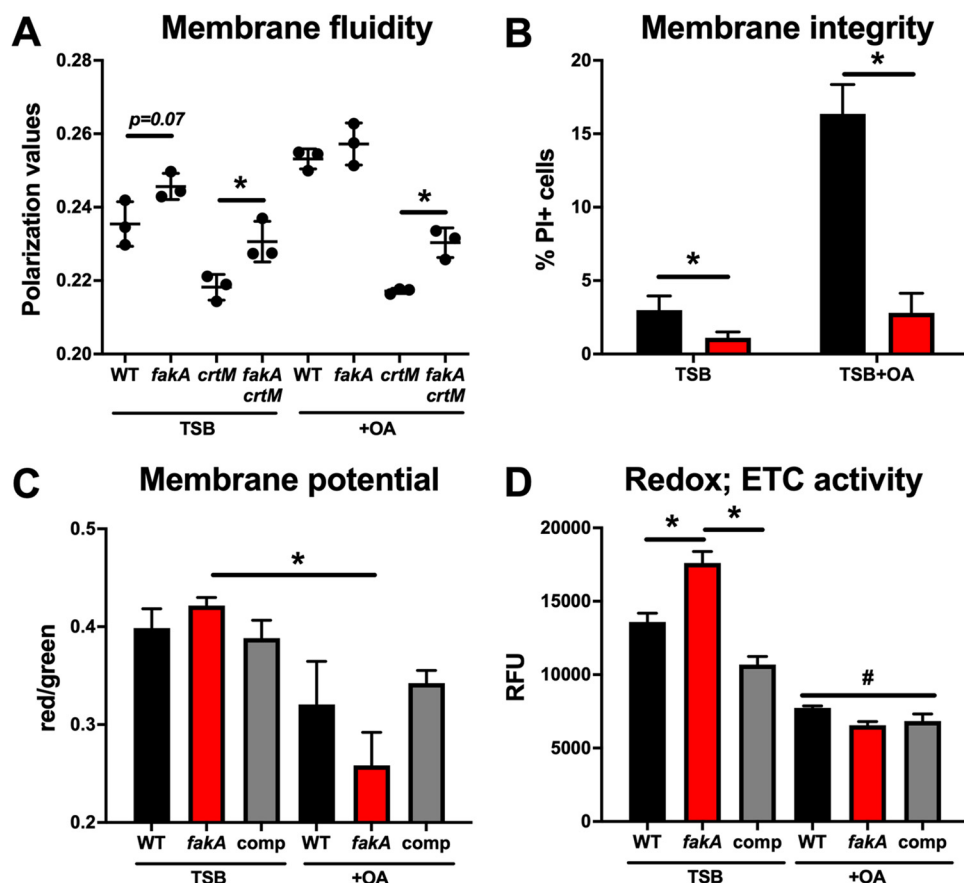 A Membrane fluidity
Polarization values
0.28
0.26
0.24
0.22
0.20
p=0.07
*
*
WT fakA crtM fakA crtM WT fakA crtM fakA crtM
TSB +OA
B Membrane integrity
% PI+ cells
20
15
10
5
0
*
*
TSB TSB+OA
C Membrane potential
red/green
0.5
0.4
0.3
0.2
*
WT fakA comp WT fakA comp
TSB +OA
D Redox; ETC activity
RFU
20000
15000
10000
5000
0
* *
#
WT fakA comp WT fakA comp
TSB +OA